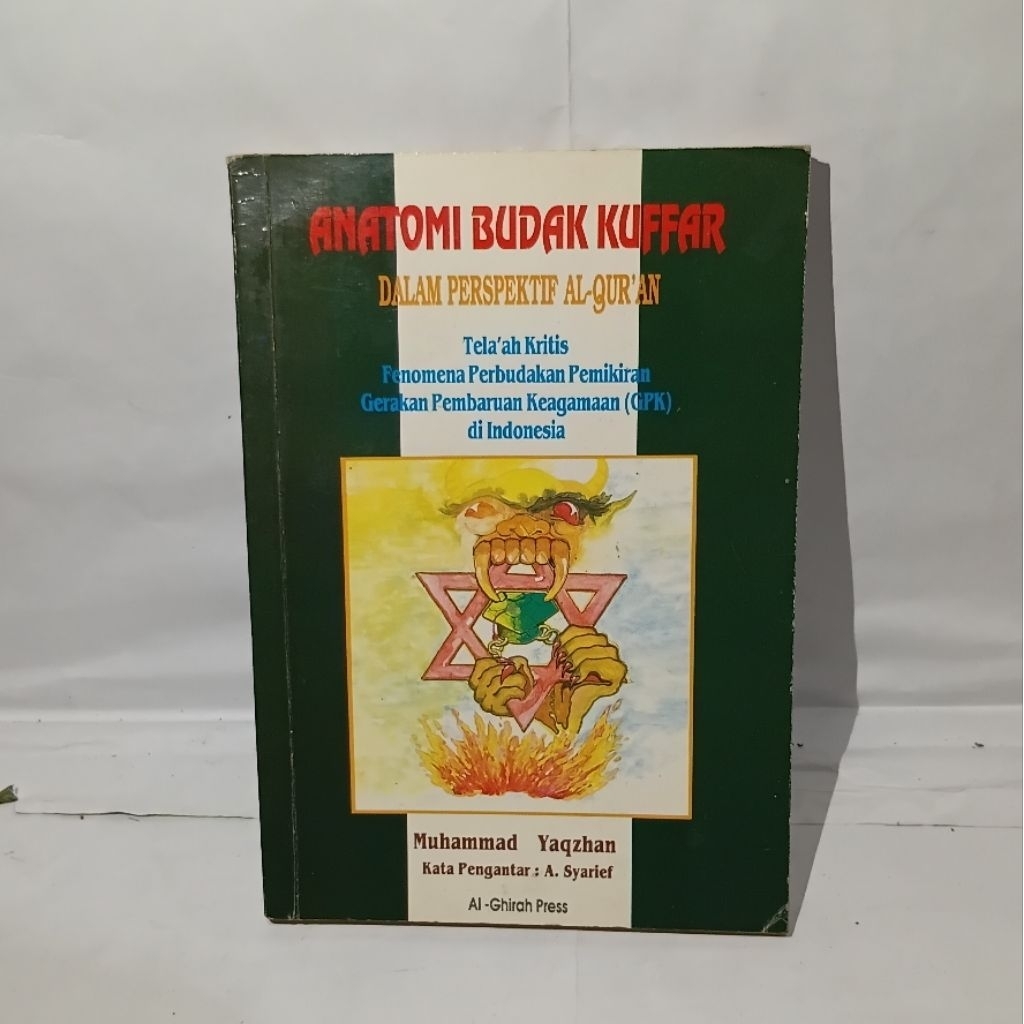 ANATOMI BUDAK KUFFAR
DALAM PERSPEKTIF AL-QUR'AN
Tela'ah Kritis
Fenomena Perbudakan Pemikiran
Gerakan Pembaruan Keagamaan (GPK)
di Indonesia
Muhammad Yaqzhan
Kata Pengantar : A. Syarief
Al -Ghirah Press